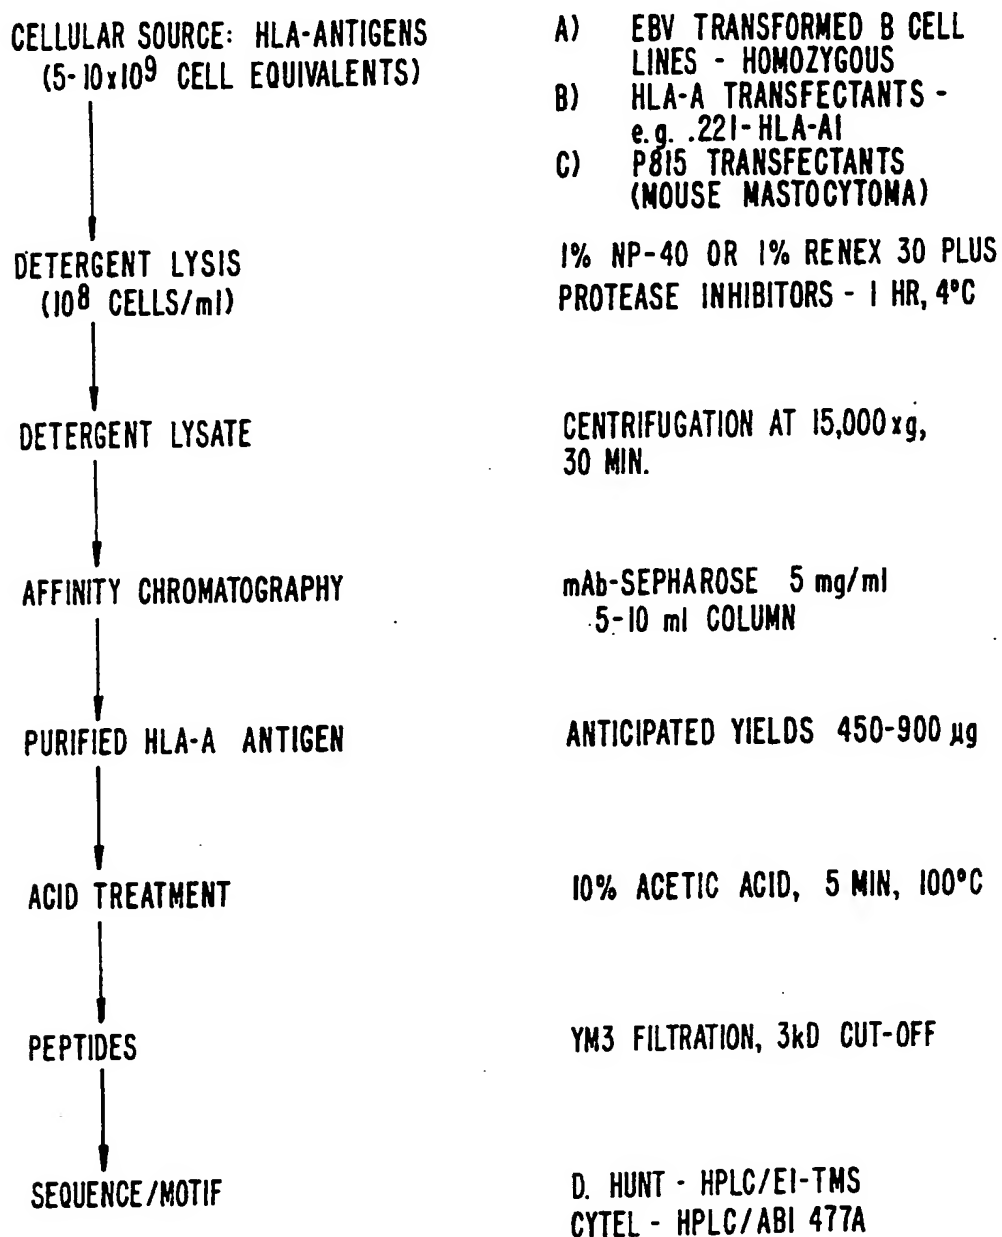 CELLULAR SOURCE: HLA-ANTIGENS
(5-10x10⁹ CELL EQUIVALENTS)
A) EBV TRANSFORMED B CELL
LINES - HOMOZYGOUS
B) HLA-A TRANSFECTANTS -
e.g. .221-HLA-A1
C) P815 TRANSFECTANTS
(MOUSE MASTOCYTOMA)
DETERGENT LYSIS
(10⁸ CELLS/ml)
1% NP-40 OR 1% RENEX 30 PLUS
PROTEASE INHIBITORS - 1 HR, 4°C
DETERGENT LYSATE
CENTRIFUGATION AT 15,000xg,
30 MIN.
AFFINITY CHROMATOGRAPHY
mAb-SEPHAROSE 5 mg/ml
5-10 ml COLUMN
PURIFIED HLA-A ANTIGEN
ANTICIPATED YIELDS 450-900 µg
ACID TREATMENT
10% ACETIC ACID, 5 MIN, 100°C
PEPTIDES
YM3 FILTRATION, 3kD CUT-OFF
SEQUENCE/MOTIF
D. HUNT - HPLC/EI-TMS
CYTEL - HPLC/ABI 477A